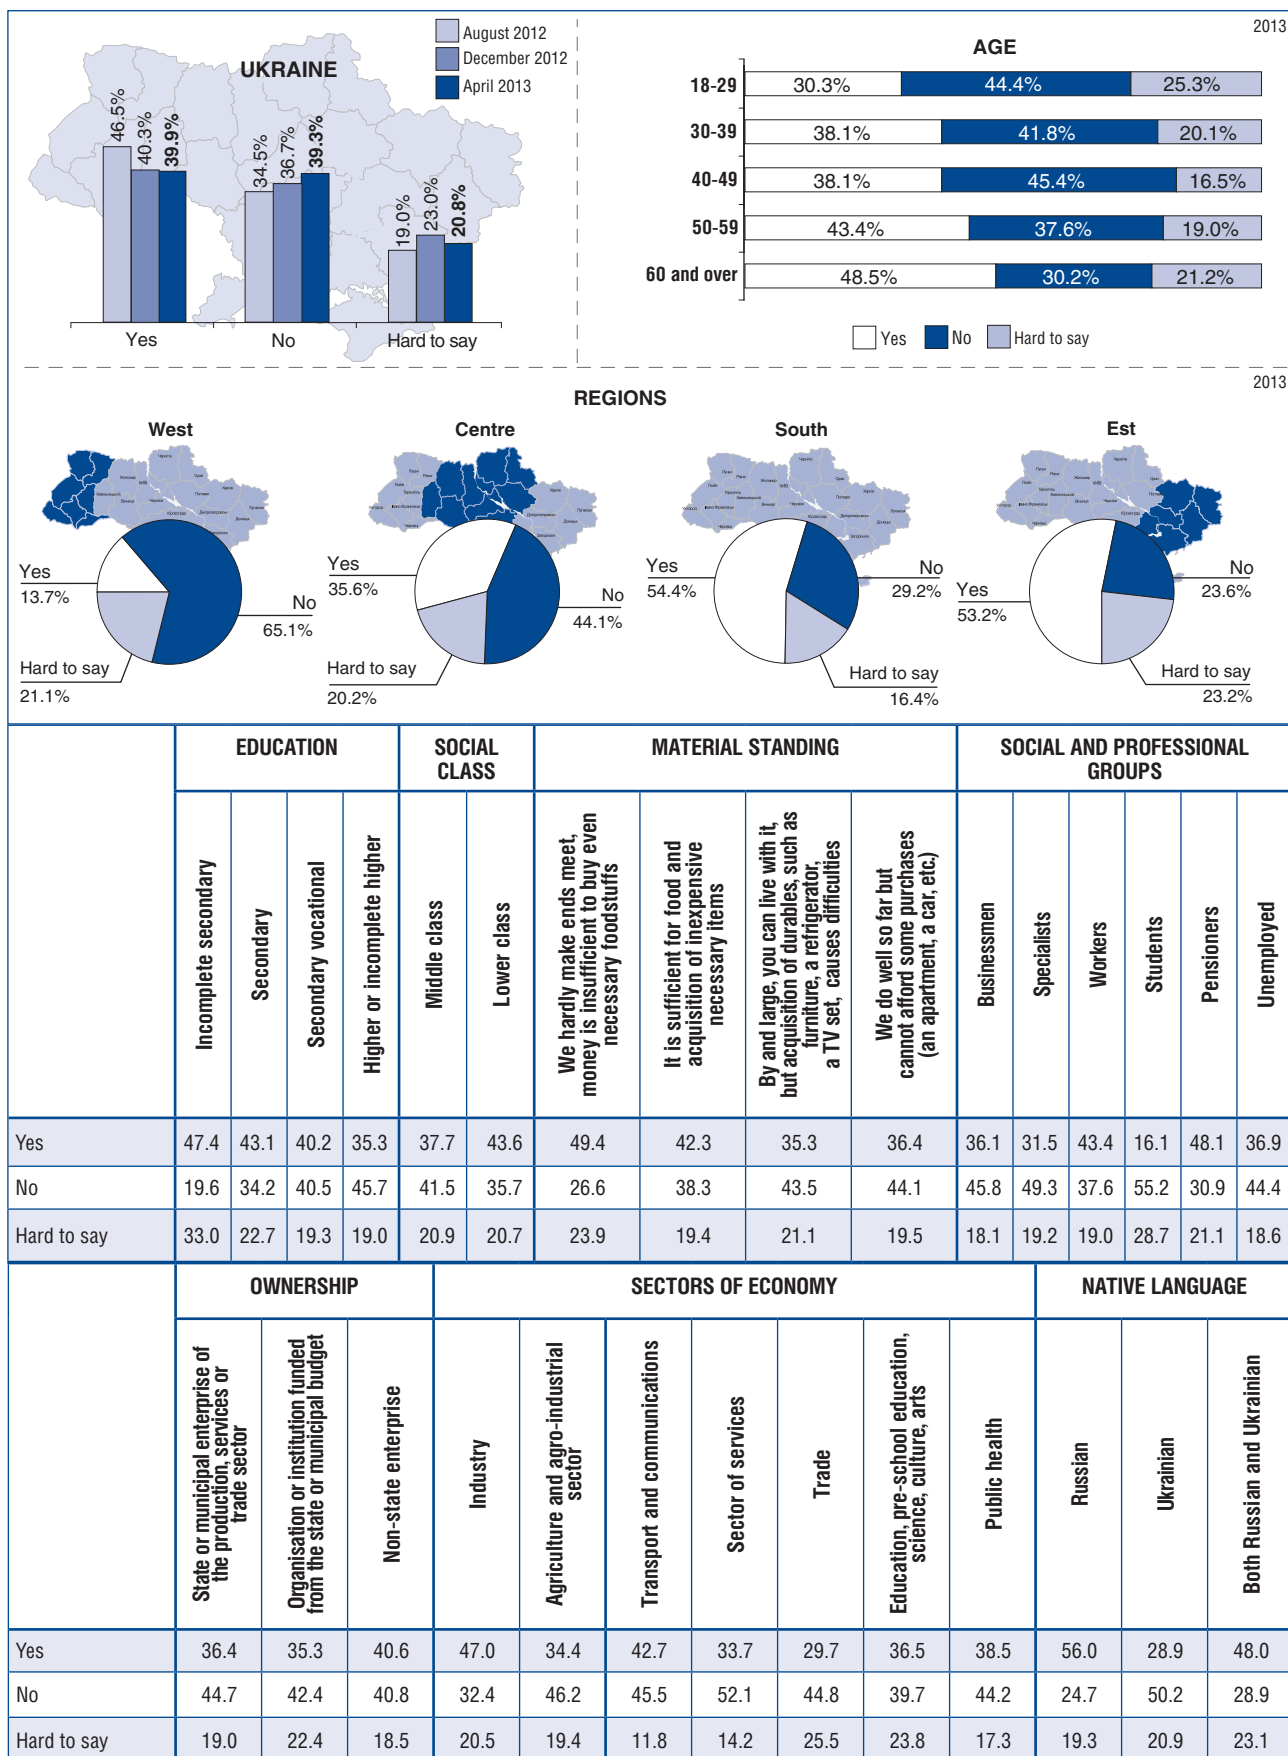 UKRAINE
August 2012
December 2012
April 2013
46.5%
40.3%
39.9%
34.5%
36.7%
39.3%
19.0%
23.0%
20.8%
Yes
No
Hard to say
2013
AGE
18-29
30.3%
44.4%
25.3%
30-39
38.1%
41.8%
20.1%
40-49
38.1%
45.4%
16.5%
50-59
43.4%
37.6%
19.0%
60 and over
48.5%
30.2%
21.2%
Yes
No
Hard to say
2013
REGIONS
West
Yes
13.7%
No
65.1%
Hard to say
21.1%
Centre
Yes
35.6%
No
44.1%
Hard to say
20.2%
South
Yes
54.4%
No
29.2%
Hard to say
16.4%
Est
Yes
53.2%
No
23.6%
Hard to say
23.2%
EDUCATION
SOCIAL
CLASS
MATERIAL STANDING
SOCIAL AND PROFESSIONAL
GROUPS
Incomplete secondary
Secondary
Secondary vocational
Higher or incomplete higher
Middle class
Lower class
We hardly make ends meet,
money is insufficient to buy even
necessary foodstuffs
It is sufficient for food and
acquisition of inexpensive
necessary items
By and large, you can live with it,
but acquisition of durables, such as
furniture, a refrigerator,
a TV set, causes difficulties
We do well so far but
cannot afford some purchases
(an apartment, a car, etc.)
Businessmen
Specialists
Workers
Students
Pensioners
Unemployed
Yes 47.4 43.1 40.2 35.3 37.7 43.6 49.4 42.3 35.3 36.4 36.1 31.5 43.4 16.1 48.1 36.9
No 19.6 34.2 40.5 45.7 41.5 35.7 26.6 38.3 43.5 44.1 45.8 49.3 37.6 55.2 30.9 44.4
Hard to say 33.0 22.7 19.3 19.0 20.9 20.7 23.9 19.4 21.1 19.5 18.1 19.2 19.0 28.7 21.1 18.6
OWNERSHIP
SECTORS OF ECONOMY
NATIVE LANGUAGE
State or municipal enterprise of
the production, services or
trade sector
Organisation or institution funded
from the state or municipal budget
Non-state enterprise
Industry
Agriculture and agro-industrial
sector
Transport and communications
Sector of services
Trade
Education, pre-school education,
science, culture, arts
Public health
Russian
Ukrainian
Both Russian and Ukrainian
Yes 36.4 35.3 40.6 47.0 34.4 42.7 33.7 29.7 36.5 38.5 56.0 28.9 48.0
No 44.7 42.4 40.8 32.4 46.2 45.5 52.1 44.8 39.7 44.2 24.7 50.2 28.9
Hard to say 19.0 22.4 18.5 20.5 19.4 11.8 14.2 25.5 23.8 17.3 19.3 20.9 23.1